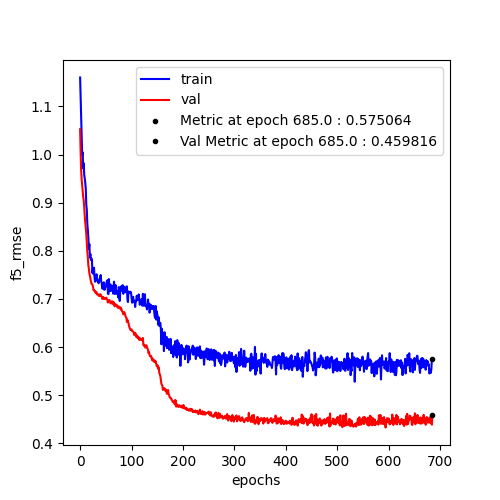 train
val
Metric at epoch 685.0 : 0.575064
Val Metric at epoch 685.0 : 0.459816
1.1
1.0
0.9
0.8
0.7
0.6
0.5
0.4
f5_rmse
0 100 200 300 400 500 600 700
epochs